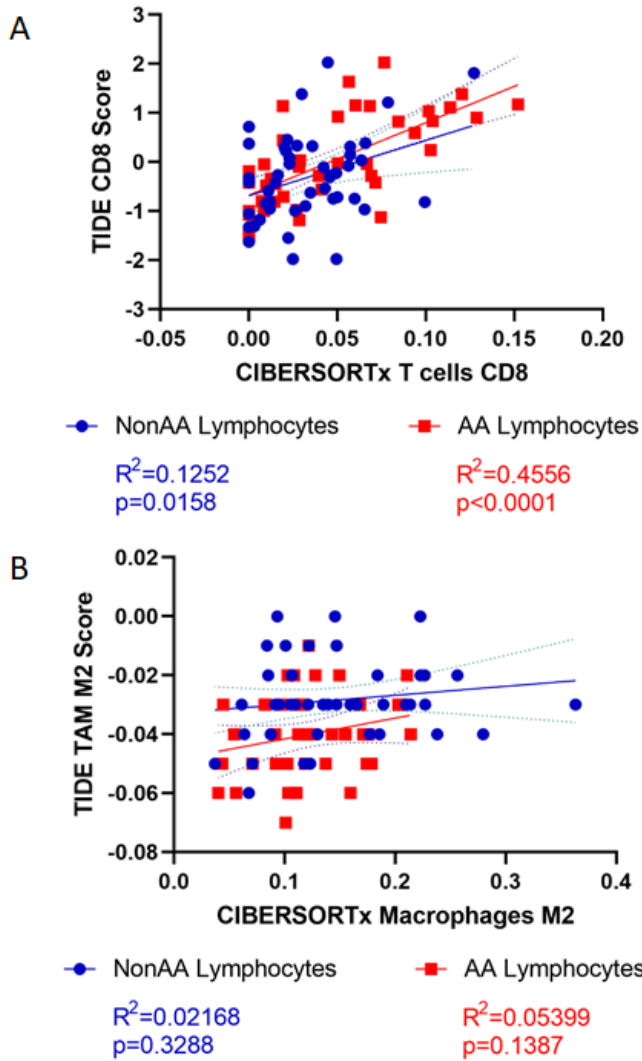 A
TIDE CD8 Score
3
2
1
0
-1
-2
-3
-0.05 0.00 0.05 0.10 0.15 0.20
CIBERSORTx T cells CD8
NonAA Lymphocytes AA Lymphocytes
R²=0.1252 R²=0.4556
p=0.0158 p<0.0001
B
TIDE TAM M2 Score
0.02
0.00
-0.02
-0.04
-0.06
-0.08
0.0 0.1 0.2 0.3 0.4
CIBERSORTx Macrophages M2
NonAA Lymphocytes AA Lymphocytes
R²=0.02168 R²=0.05399
p=0.3288 p=0.1387